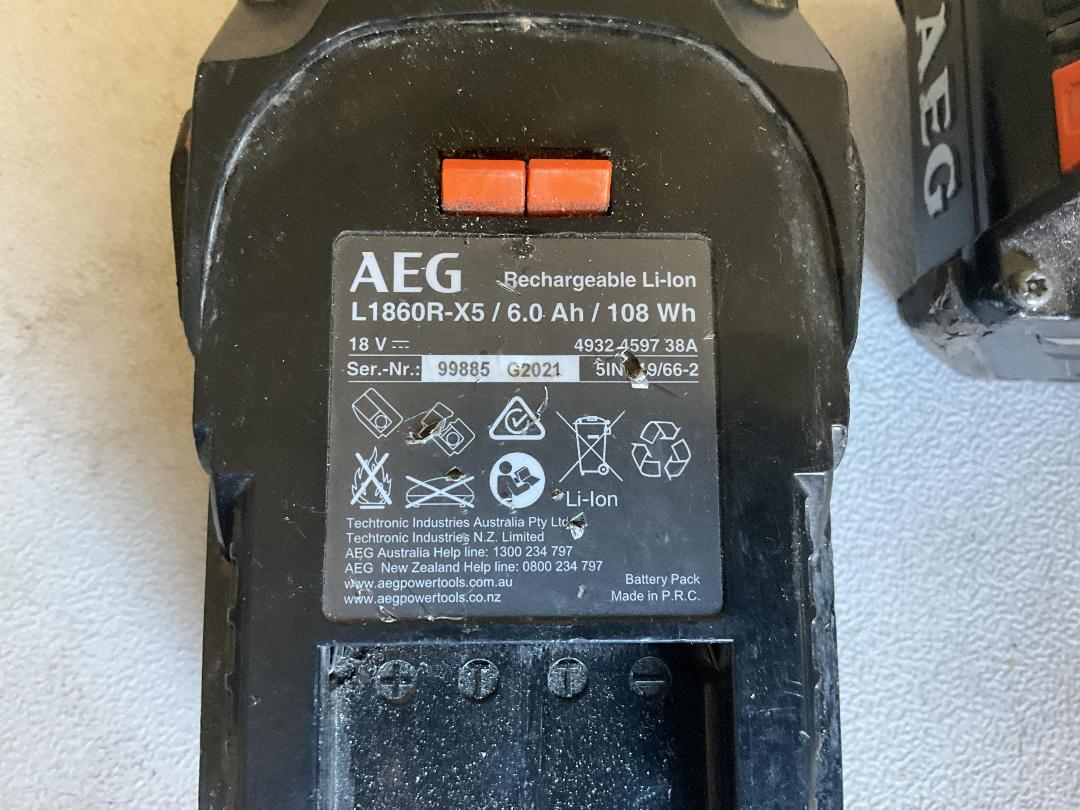 AEG
Rechargeable Li-Ion
L1860R-X5 / 6.0 Ah / 108 Wh
18 V
4932 4597 38A
Ser.-Nr.: 99885 G2021
9/66-2
Li-Ion
Techtronic Industries Australia Pty Ltd
Techtronic Industries N.Z. Limited
AEG Australia Help line: 1300 234 797
AEG New Zealand Help line: 0800 234 797
www.aegpowertools.com.au
www.aegpowertools.co.nz
Battery Pack
Made in P.R.C.
+ T T −
AEG